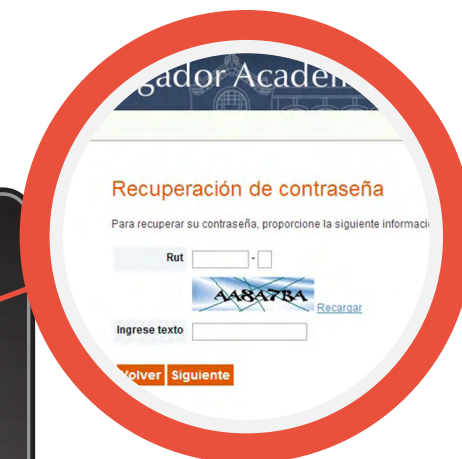 gador Academ
Recuperación de contraseña
Para recuperar su contraseña, proporcione la siguiente informaci
Rut -
AA8A7BA
Recargar
Ingrese texto
Volver Siguiente